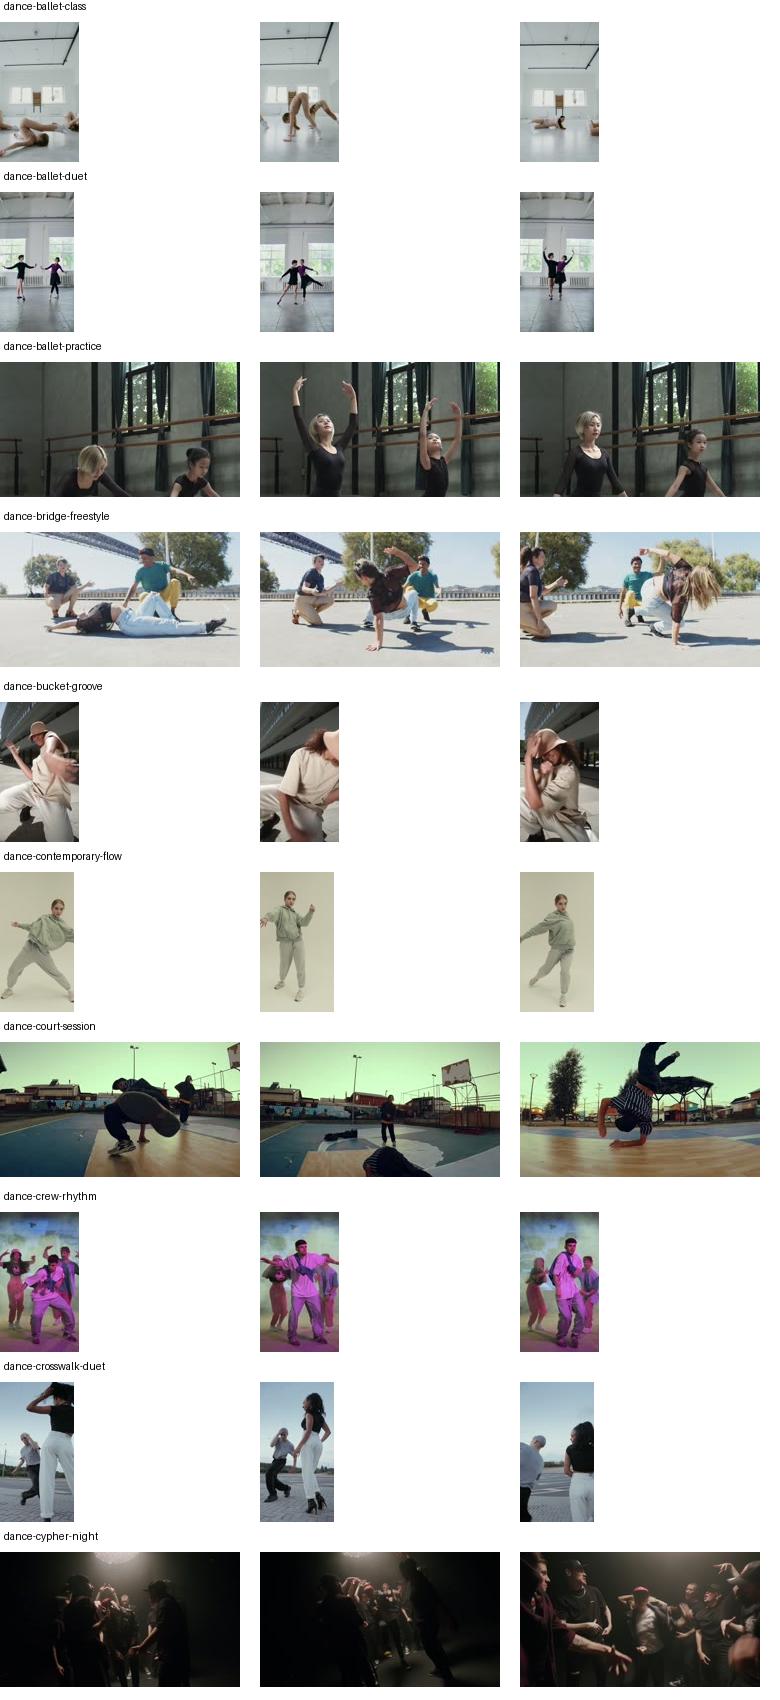 dance-ballet-class
dance-ballet-duet
dance-ballet-practice
dance-bridge-freestyle
dance-bucket-groove
dance-contemporary-flow
dance-court-session
dance-crew-rhythm
dance-crosswalk-duet
dance-cypher-night